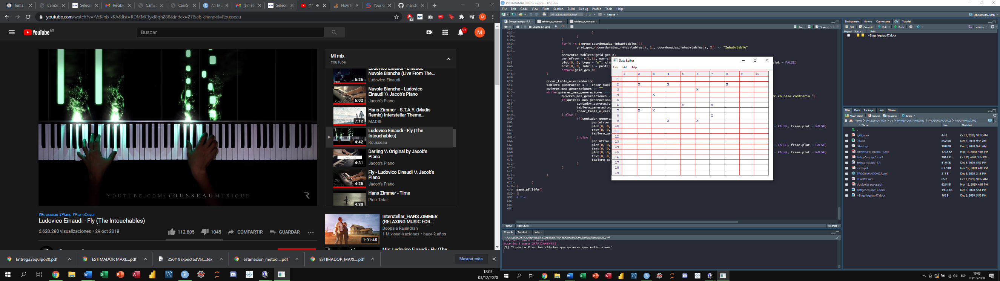 Tema I
CamSc
Selecc
Recibic
CamSc
CamSc
7.1 Mu
(sin as
Selecc
(1
How to
Your G
marct
youtube.com/watch?v=rVcKinb-xKA&list=RDMMCtykf8qh288&index=27&ab_channel=Rousseau
YouTube ES
Buscar
9+
M
YOUTUBE.COM/ROUSSEAUMUSIQUE
#Rousseau #Piano #PianoCover
Ludovico Einaudi - Fly (The Intouchables)
6.620.280 visualizaciones • 29 oct 2018
112.805
1045
COMPARTIR
GUARDAR
Mi mix
YouTube
Nuvole Bianche (Live From The...
Ludovico Einaudi
6:26
Nuvole Bianche - Ludovico
Einaudi \\ Jacob's Piano
Jacob's Piano
6:02
Hans Zimmer - S.T.A.Y. (Madis
Remix) Interstellar Theme...
MADIS
7:12
Ludovico Einaudi - Fly (The
Intouchables)
Rousseau
4:42
Darling \\ Original by Jacob's
Piano
Jacob's Piano
4:31
Fly - Ludovico Einaudi \\ Jacob's
Piano
Jacob's Piano
4:26
Hans Zimmer - Time
Piotr Tatar
4:30
Interstellar_HANS ZIMMER
(RELAXING MUSIC FOR...
Boopala Rajendran
1 M visualizaciones • hace 2 años
1:01:45
Mix: Ludovico Einaudi - Fly (The
Entrega2equipo20.pdf
ESTIMADOR MÁXI....pdf
256f18ExpectedVal....tex
estimacion_metod....pdf
ESTIMADOR_MAXI....pdf
Mostrar todo
18:03
03/12/2020
PROGRAMACION2 - master - RStudio
File Edit Code View Plots Session Build Debug Profile Tools Help
Go to file/function
Addins
PROGRAMACION2
Entrga1equipo17.R
tablero_a_mostrar
tablero_a_mostrar
Source on Save
Run
Source
637 }
638 }
639 }
640 for(i in 1:nrow(coordenadas_inhabitables)){
641 grid_gen_n[coordenadas_inhabitables[i, 1], coordenadas_inhabitables[i, 2]] <- "Inhabitable"
642 }
643 presentar_tablero(grid_gen_n)
644 par(mfrow = c(1,1), mar=c(
645 plot(0, 0, type = "n", xlim
plot = FALSE)
646 text(0, 0, labels = paste(
647 return(grid_gen_n)
648 }
649
650 crear_tabla_n(vecindario)
651 tablero_generacion_1 <- crear_tabl
652 quieres_mas_generaciones <- ""
653 while(quieres_mas_generaciones ==
654 quieres_mas_generaciones <-
er en caso contrario ")
655 if(quieres_mas_generaciones
656 contador_generacion
657 tablero_generacion_
658 crear_tabla_n(veci
659 } else {
660 if(contador_genera
661 par(mfrow =
662 plot(0, 0,
= FALSE, frame.plot = FALSE)
663 text(0, 0,
664 tablero_ge
665 } else {
666 par(mfrow =
667 plot(0, 0,
= FALSE, frame.plot = FALSE)
668 text(0, 0,
669 plot(0, 0,
= FALSE, frame.plot = FALSE)
670 text(0, 0,
671 tablero_ge
672 }
673 }
674
675 }
676
677 }
678 }
679 game_of_life()
680 }
681 # fin
682
683
684
680:2 (Top Level)
R Script
Data Editor
File Edit Help
1 2 3 4 5 6 7 8 9 10
1
2 X X X
3 X
4 X
5
6 X X
7 X X
8 X
9 X X
10
11
12
13
14
15
16
17
18
19
Console Terminal Jobs
~/UNI_ESTADISTICA/2o/PRIMER CUATRIMESTRE/PROGRAMACION_2/PROGRAMACION2/
Escriba 3 para GRÁFICAMENTE3
[1] "Inserta X en las células que quieres que estén vivas"
Environment History Connections Git Tutorial
Diff Commit Pull Push master
Staged Status Path
~$trga1equipo17.docx
Files Plots Packages Help Viewer
New Folder Delete Rename More
Home > UNI_ESTADISTICA > 2o > PRIMER CUATRIMESTRE > PROGRAMACION_2 > PROGRAMACION2
Name Size Modified
..
.gitignore 44 B Oct 1, 2020, 10:17 AM
.RData 85.2 KB Dec 3, 2020, 9:44 AM
.Rhistory 18.8 KB Dec 3, 2020, 9:43 AM
comentario equipo 17.pdf 129.5 KB Nov 12, 2020, 4:03 PM
Entrga1equipo17.pdf 184.4 KB Oct 19, 2020, 1:17 PM
Entrga1equipo17.R 51.9 KB Dec 3, 2020, 5:57 PM
estilo.pdf 63.7 KB Nov 12, 2020, 4:03 PM
PROGRAMACION2.Rproj 217 B Dec 3, 2020, 2:18 PM
README.md 65 B Oct 1, 2020, 10:17 AM
siguientes pasos.pdf 62.5 KB Nov 12, 2020, 4:03 PM
Entrga1equipo17.docx 190.9 KB Dec 3, 2020, 5:51 PM
~$trga1equipo17.docx 162 B Dec 3, 2020, 5:59 PM
ESP
18:03
03/12/2020